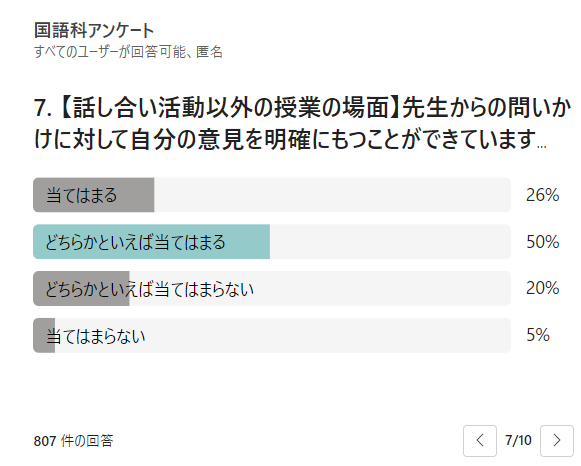 国語科アンケート
すべてのユーザーが回答可能、匿名
7. 【話し合い活動以外の授業の場面】先生からの問いか
けに対して自分の意見を明確にもつことができています...
当てはまる 26%
どちらかといえば当てはまる 50%
どちらかといえば当てはまらない 20%
当てはまらない 5%
807 件の回答 7/10